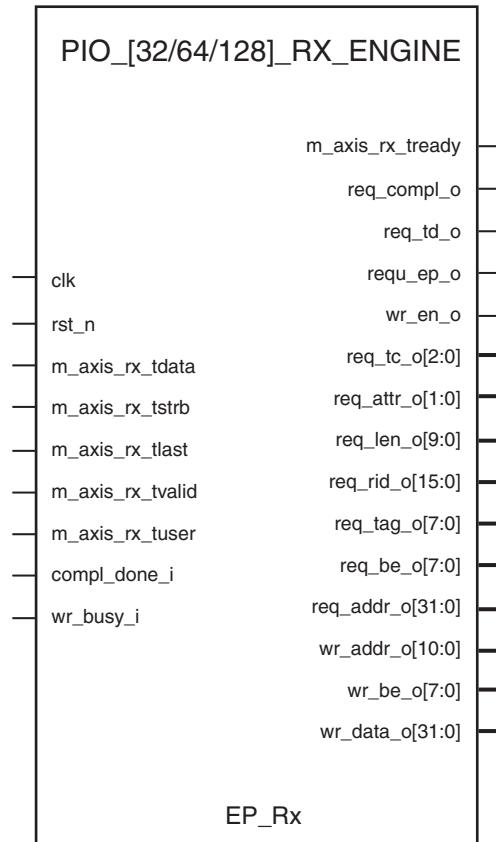 PIO_[32/64/128]_RX_ENGINE
clk
rst_n
m_axis_rx_tdata
m_axis_rx_tstrb
m_axis_rx_tlast
m_axis_rx_tvalid
m_axis_rx_tuser
compl_done_i
wr_busy_i
m_axis_rx_tready
req_compl_o
req_td_o
requ_ep_o
wr_en_o
req_tc_o[2:0]
req_attr_o[1:0]
req_len_o[9:0]
req_rid_o[15:0]
req_tag_o[7:0]
req_be_o[7:0]
req_addr_o[31:0]
wr_addr_o[10:0]
wr_be_o[7:0]
wr_data_o[31:0]
EP_Rx